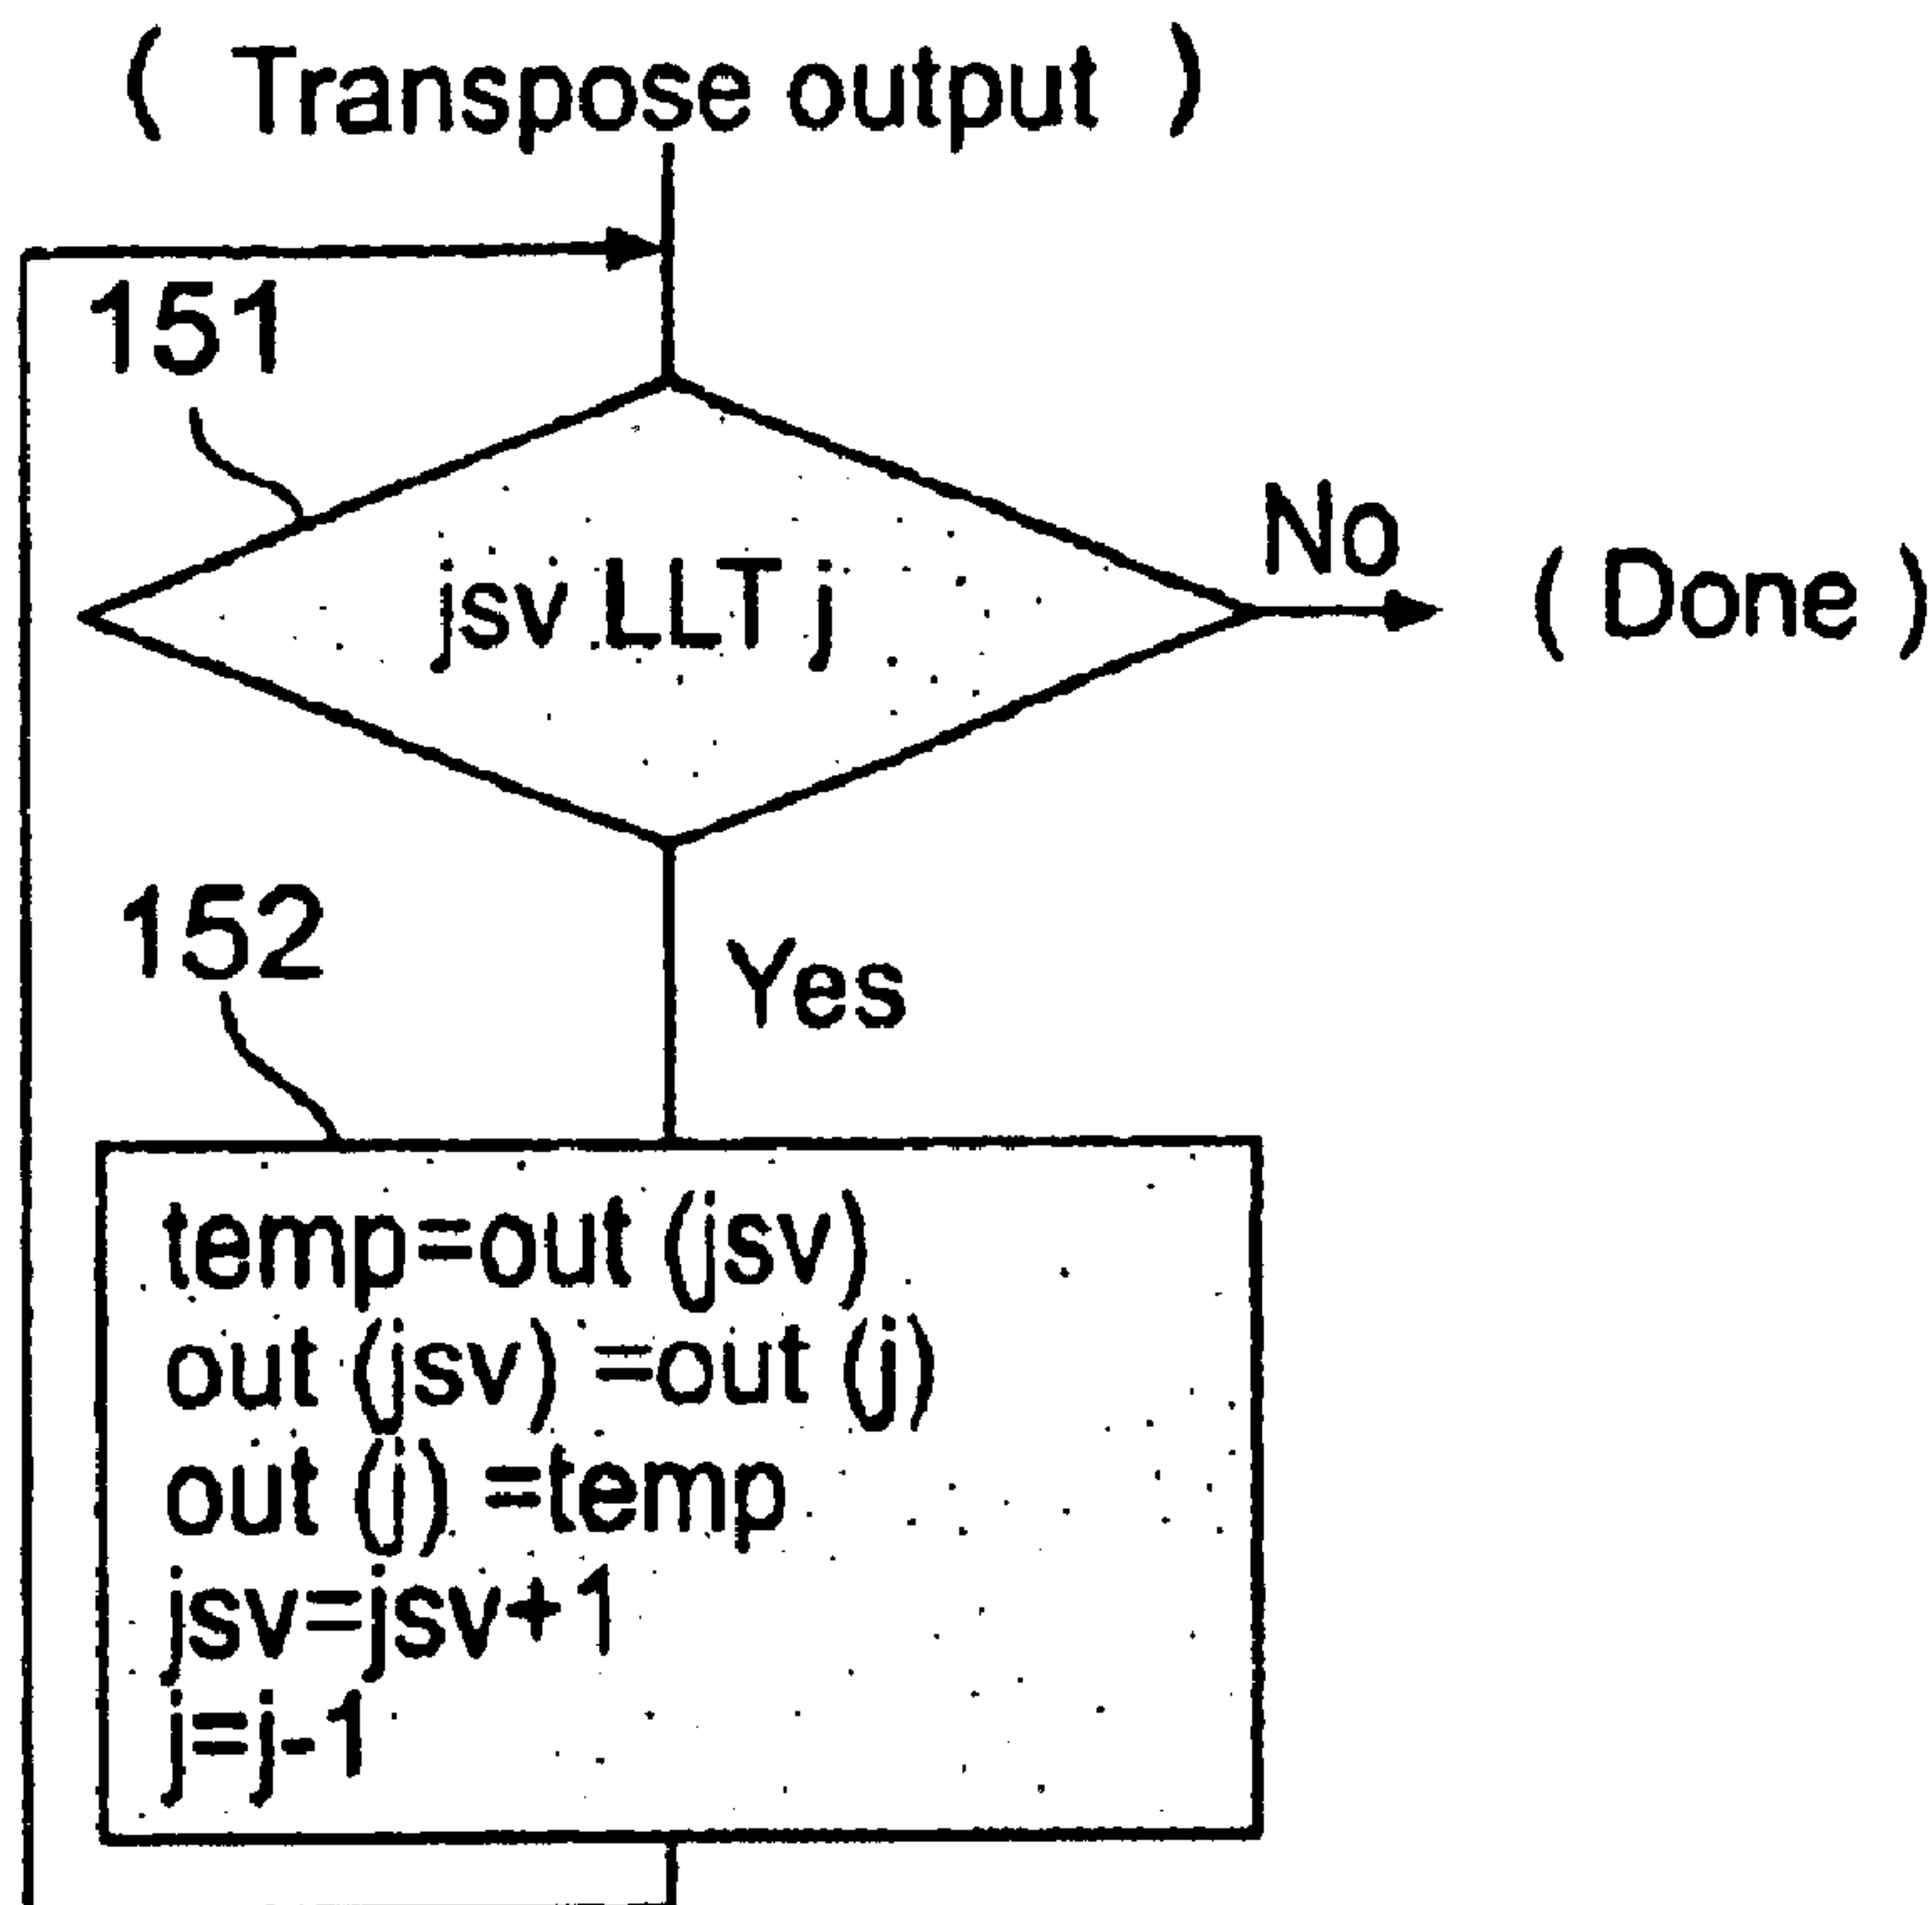 ( Transpose output )
151
jsv LLT j
No
( Done )
152
Yes
temp=out (jsv)
out (jsv) =out (j)
out (j) =temp
jsv=jsv+1
j=j-1